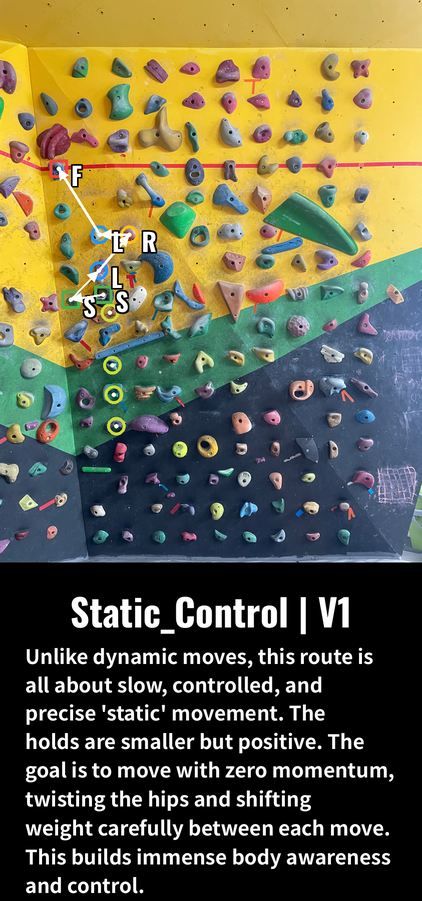 F
L R
L
S S
Static_Control | V1
Unlike dynamic moves, this route is
all about slow, controlled, and
precise 'static' movement. The
holds are smaller but positive. The
goal is to move with zero momentum,
twisting the hips and shifting
weight carefully between each move.
This builds immense body awareness
and control.